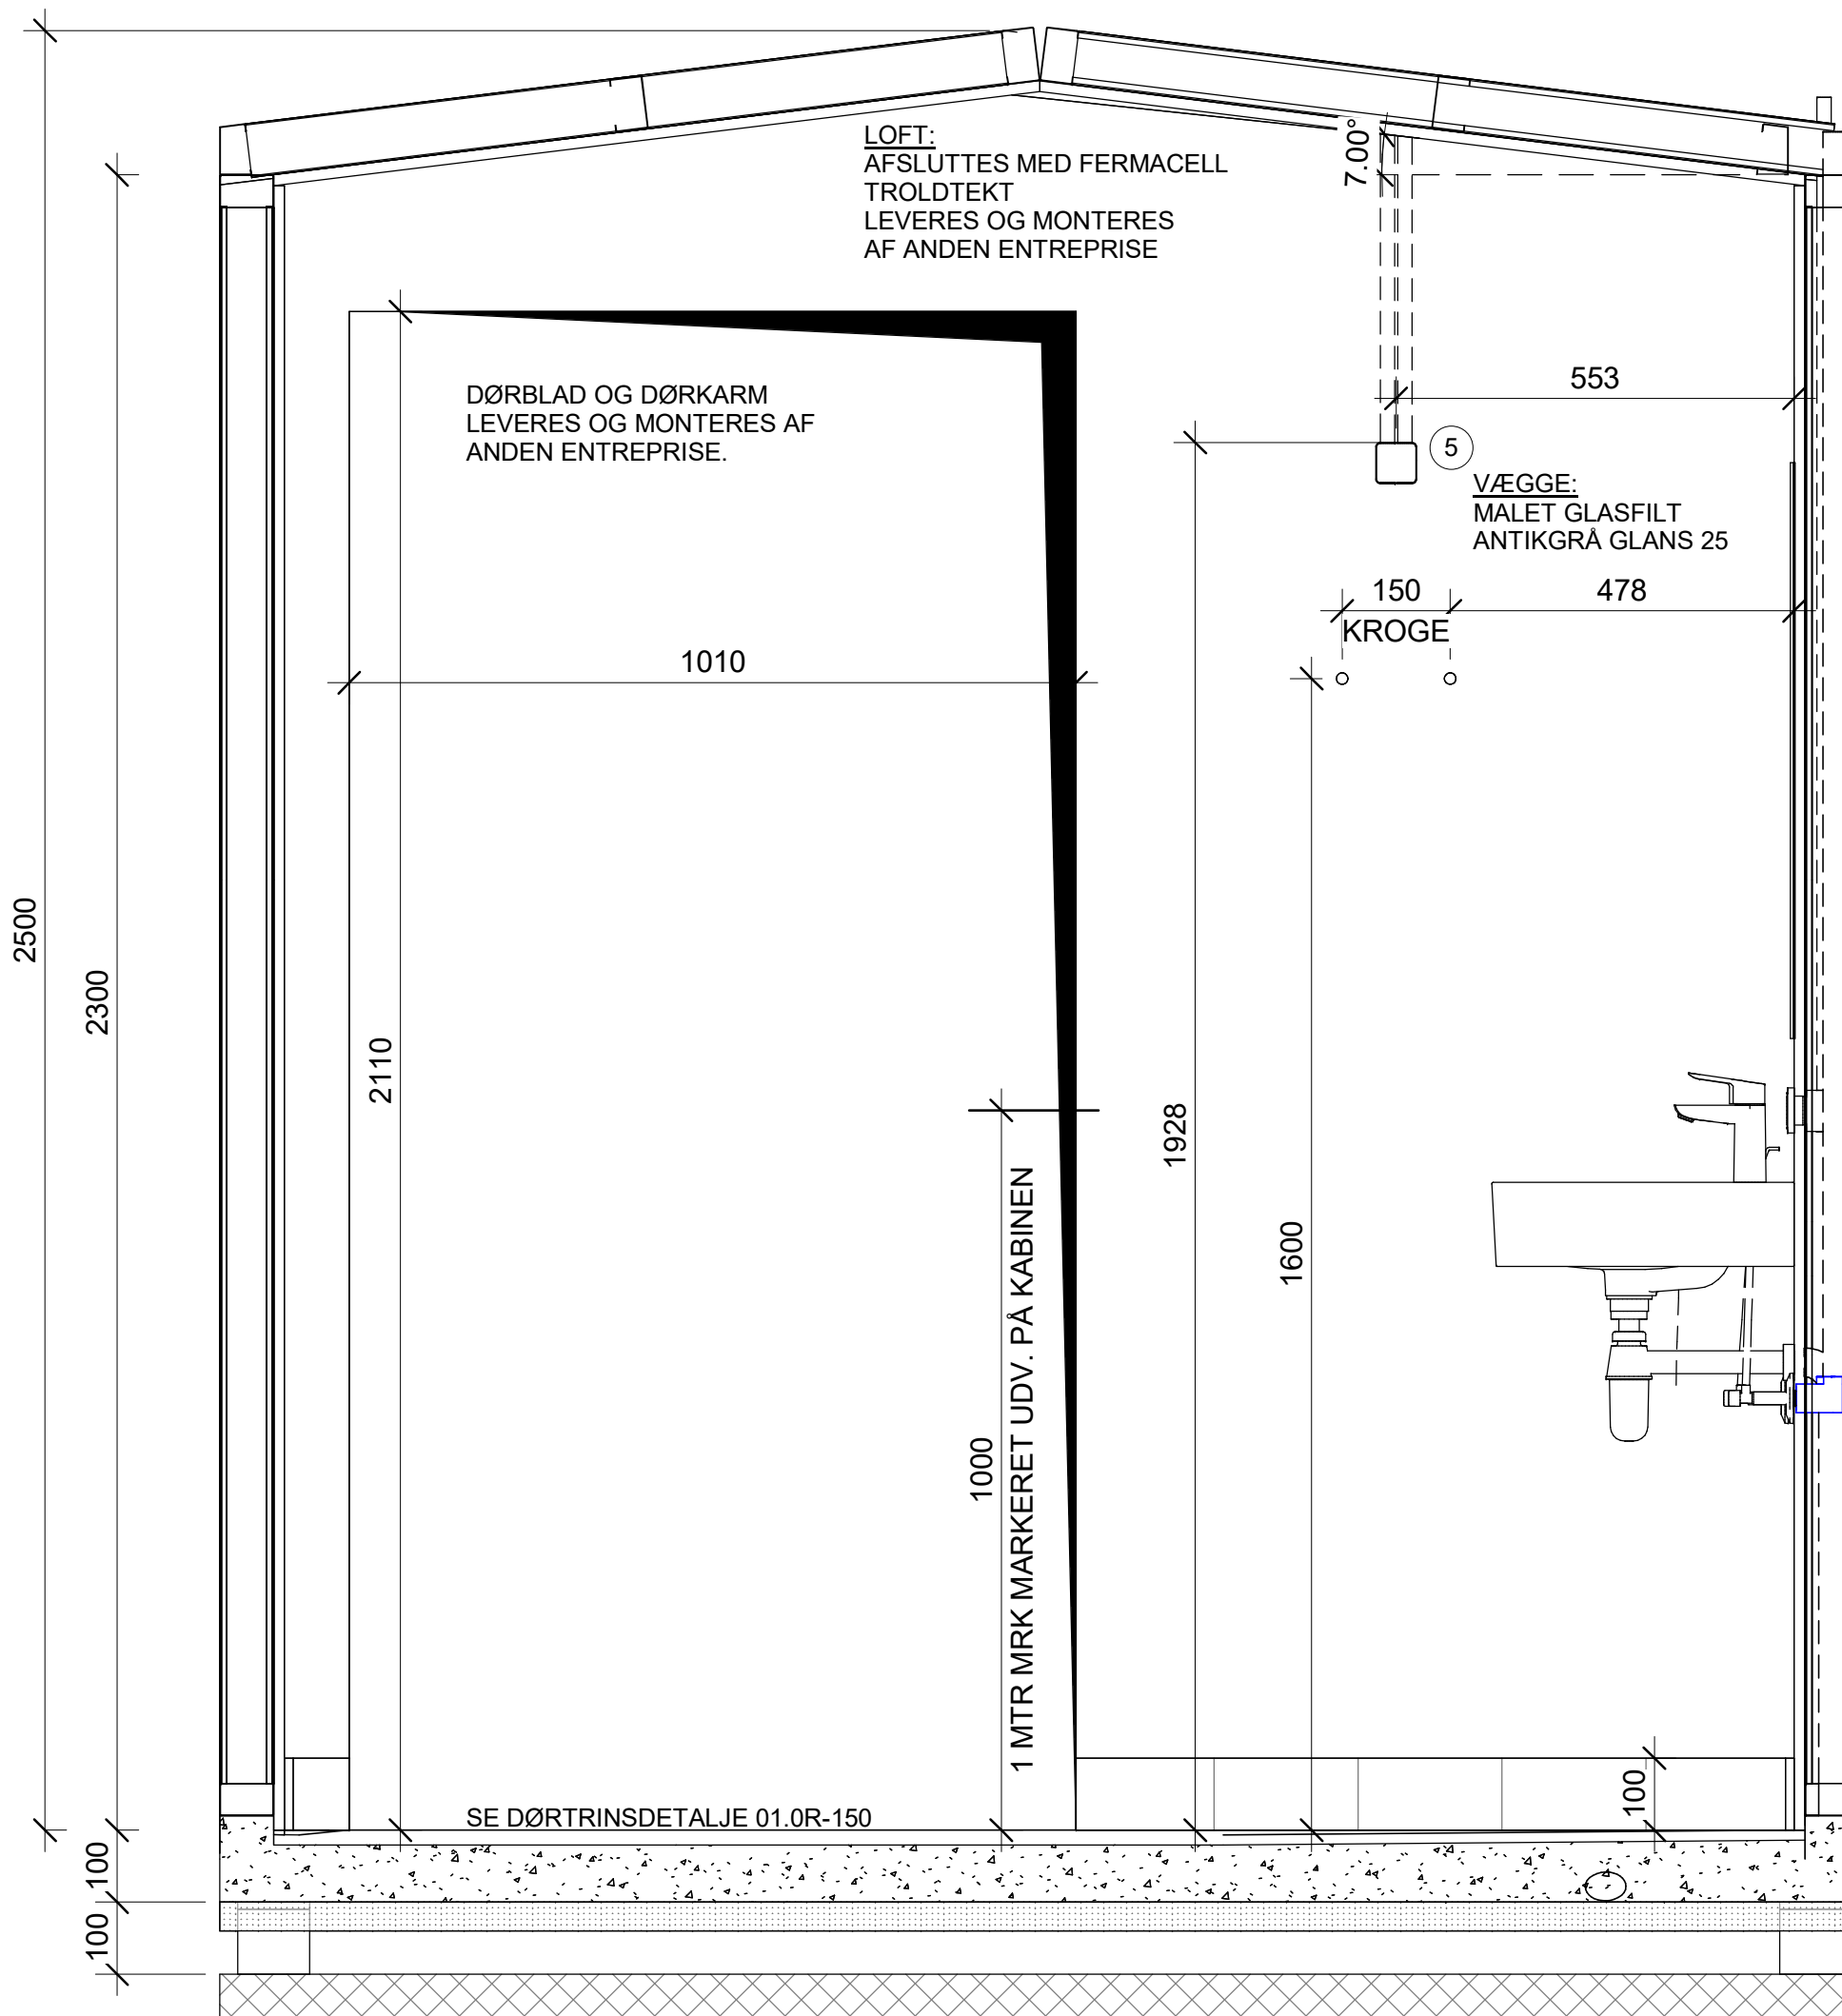 LOFT:
AFSLUTTES MED FERMACELL
TROLDTEKT
LEVERES OG MONTERES
AF ANDEN ENTREPRISE
7.00°
DØRBLAD OG DØRKARM
LEVERES OG MONTERES AF
ANDEN ENTREPRISE.
553
5
VÆGGE:
MALET GLASFILT
ANTIKGRÅ GLANS 25
150
478
KROGE
1010
2500
2300
2110
1928
1600
1000
1 MTR MRK MARKERET UDV. PÅ KABINEN
100
SE DØRTRINSDETALJE 01.0R-150
100
100